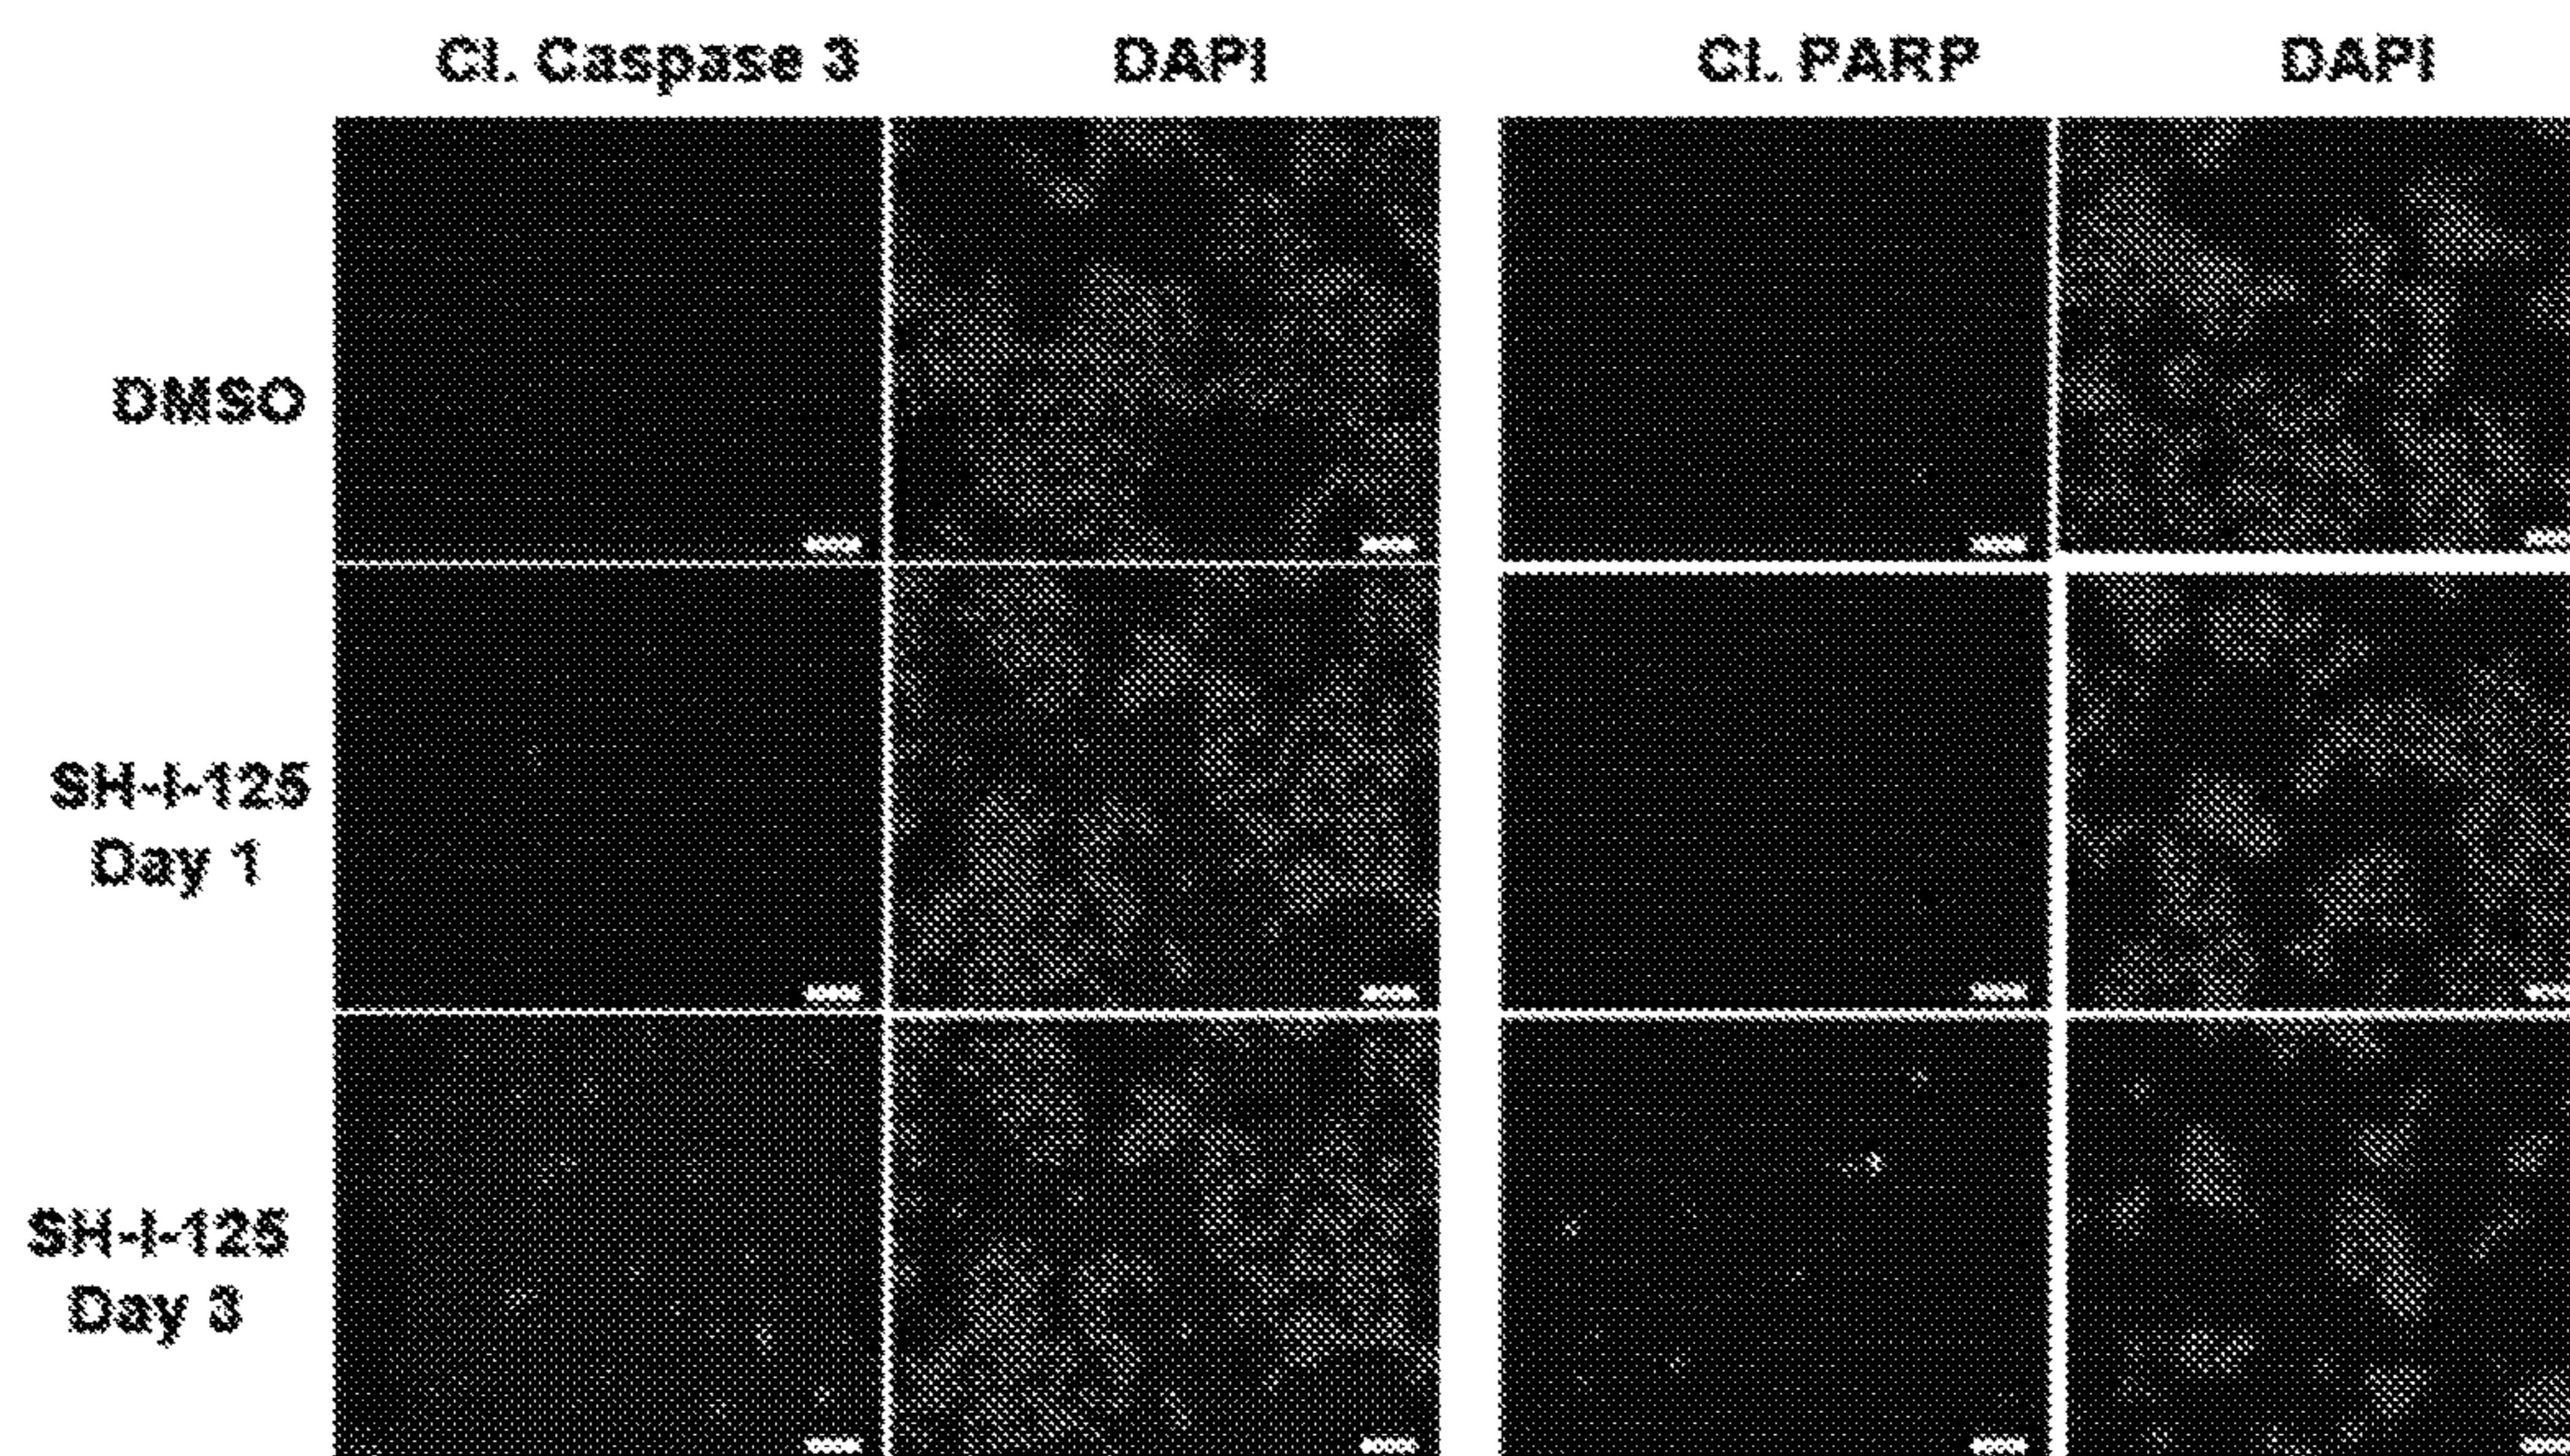 Cl. Caspase 3 DAPI Cl. PARP DAPI
DMSO
SH-I-125
Day 1
SH-I-125
Day 3